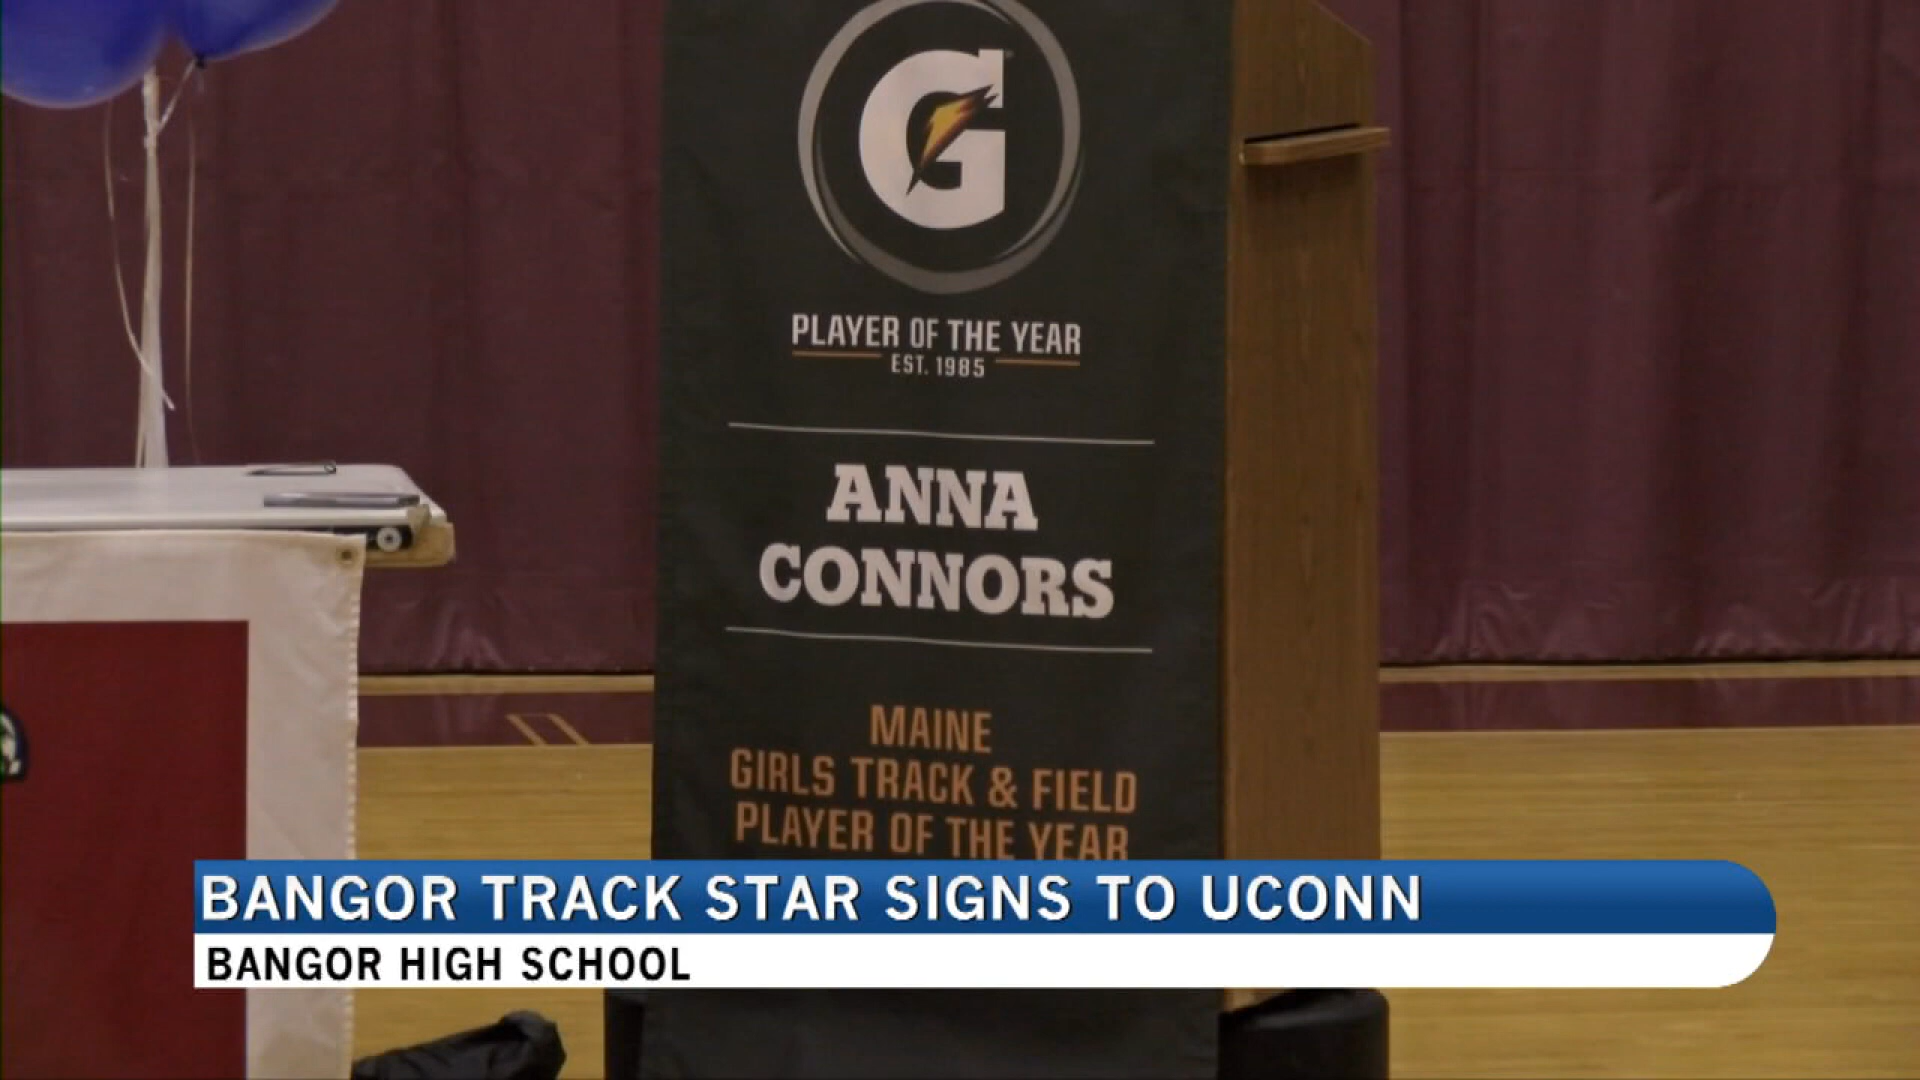 G
PLAYER OF THE YEAR
EST. 1985
ANNA
CONNORS
MAINE
GIRLS TRACK & FIELD
PLAYER OF THE YEAR
BANGOR TRACK STAR SIGNS TO UCONN
BANGOR HIGH SCHOOL